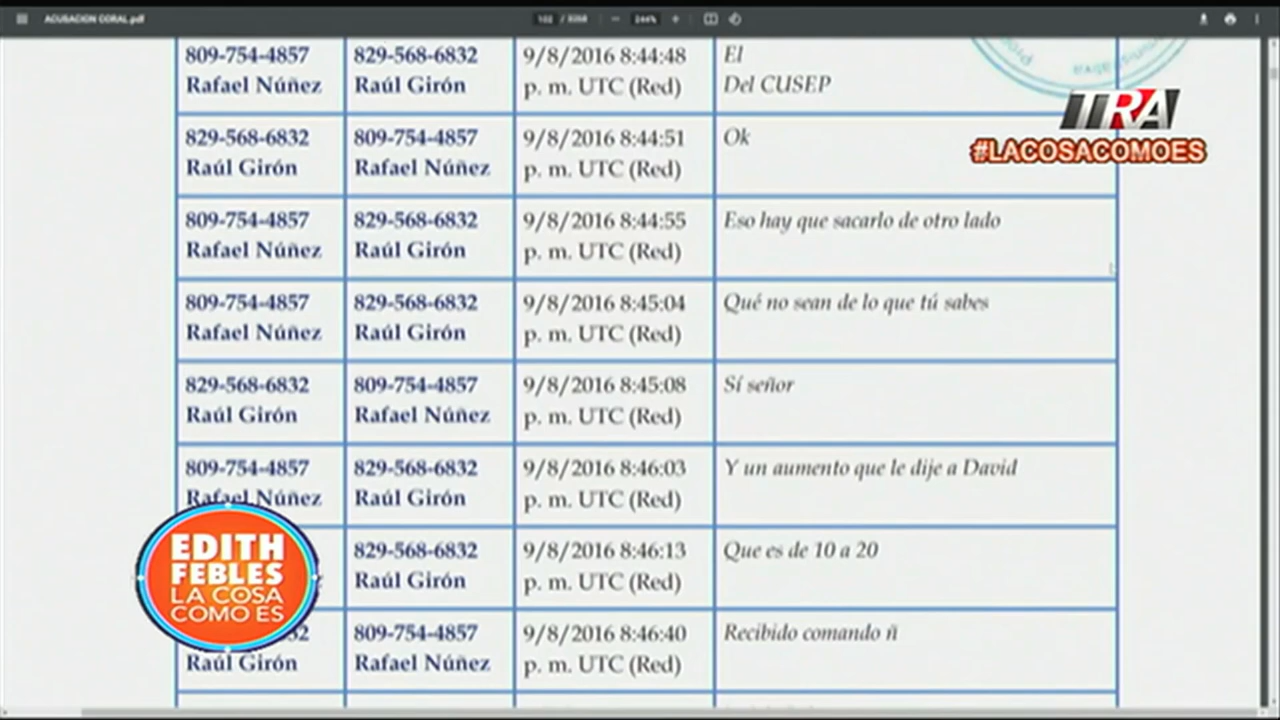 ACUSACION CORAL.pdf
244%
809-754-4857 829-568-6832 9/8/2016 8:44:48 El
Rafael Núñez Raúl Girón p. m. UTC (Red) Del CUSEP
TRA
#LACOSACOMOES
829-568-6832 809-754-4857 9/8/2016 8:44:51 Ok
Raúl Girón Rafael Núñez p. m. UTC (Red)
809-754-4857 829-568-6832 9/8/2016 8:44:55 Eso hay que sacarlo de otro lado
Rafael Núñez Raúl Girón p. m. UTC (Red)
809-754-4857 829-568-6832 9/8/2016 8:45:04 Qué no sean de lo que tú sabes
Rafael Núñez Raúl Girón p. m. UTC (Red)
829-568-6832 809-754-4857 9/8/2016 8:45:08 Sí señor
Raúl Girón Rafael Núñez p. m. UTC (Red)
809-754-4857 829-568-6832 9/8/2016 8:46:03 Y un aumento que le dije a David
Rafael Núñez Raúl Girón p. m. UTC (Red)
829-568-6832 9/8/2016 8:46:13 Que es de 10 a 20
Raúl Girón p. m. UTC (Red)
809-754-4857 9/8/2016 8:46:40 Recibido comando ñ
Raúl Girón Rafael Núñez p. m. UTC (Red)
EDITH
FEBLES
LA COSA
COMO ES